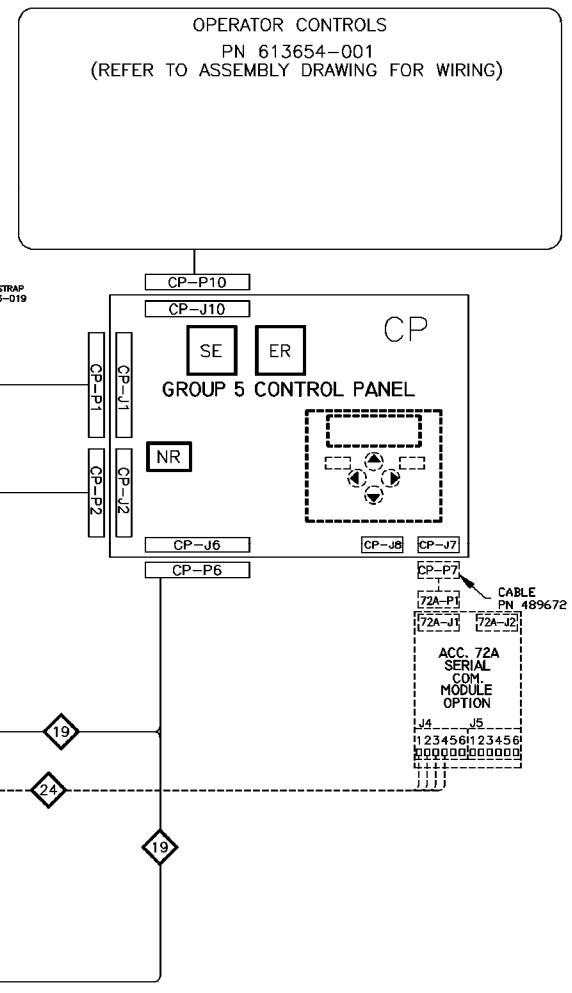 OPERATOR CONTROLS
PN 613654-001
(REFER TO ASSEMBLY DRAWING FOR WIRING)
STRAP
-019
CP-P10
CP-J10
CP
SE
ER
CP-P1
CP-J1
GROUP 5 CONTROL PANEL
NR
CP-P2
CP-J2
CP-J6
CP-J8
CP-J7
CP-P6
CP-P7
CABLE
PN 489672
72A-P1
72A-J1
72A-J2
ACC. 72A
SERIAL
COM.
MODULE
OPTION
J4
J5
123456
123456
19
24
19